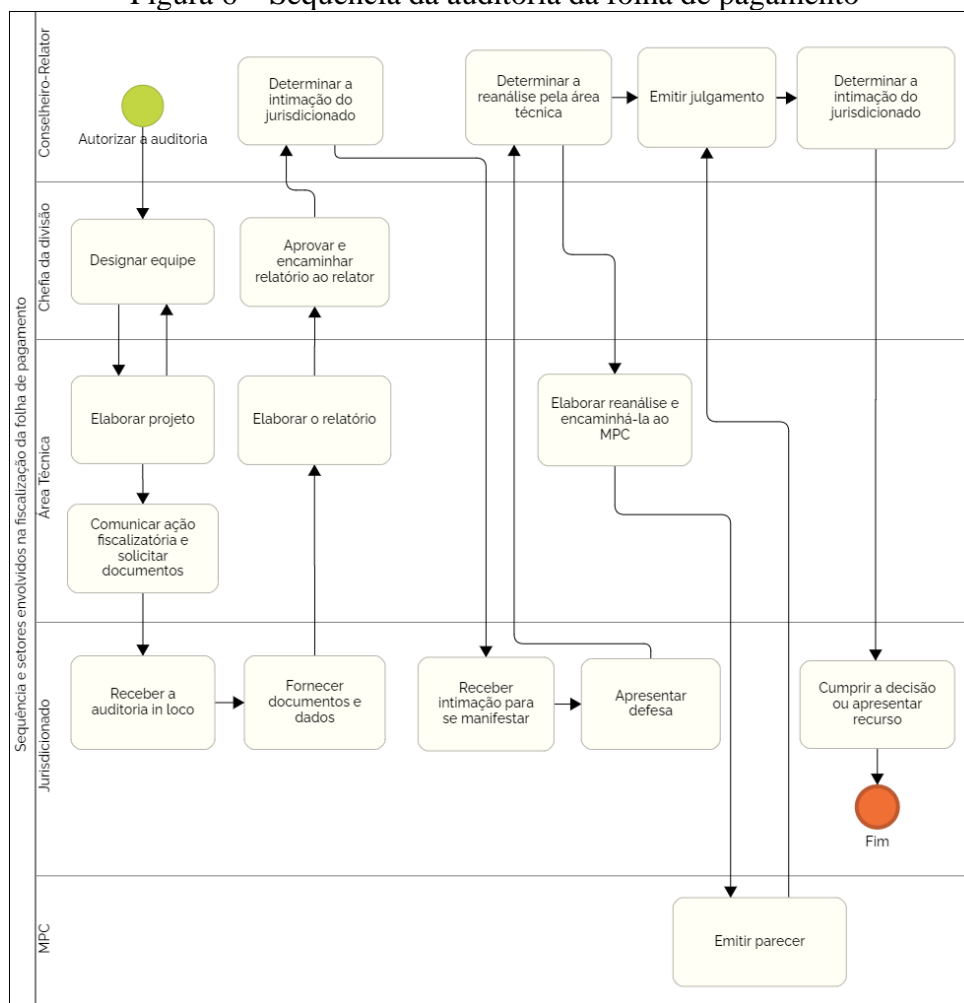 Figura 6 – Sequência da auditoria da folha de pagamento
Sequência e setores envolvidos na fiscalização da folha de pagamento
Conselheiro-Relator
Autorizar a auditoria
Determinar a
intimação do
jurisdicionado
Determinar a
reanálise pela área
técnica
Emitir julgamento
Determinar a
intimação do
jurisdicionado
Chefia da divisão
Designar equipe
Aprovar e
encaminhar
relatório ao relator
Área Técnica
Elaborar projeto
Elaborar o relatório
Elaborar reanálise e
encaminhá-la ao
MPC
Comunicar ação
fiscalizatória e
solicitar
documentos
Jurisdicionado
Receber a
auditoria in loco
Fornecer
documentos e
dados
Receber
intimação para
se manifestar
Apresentar
defesa
Cumprir a decisão
ou apresentar
recurso
Fim
MPC
Emitir parecer